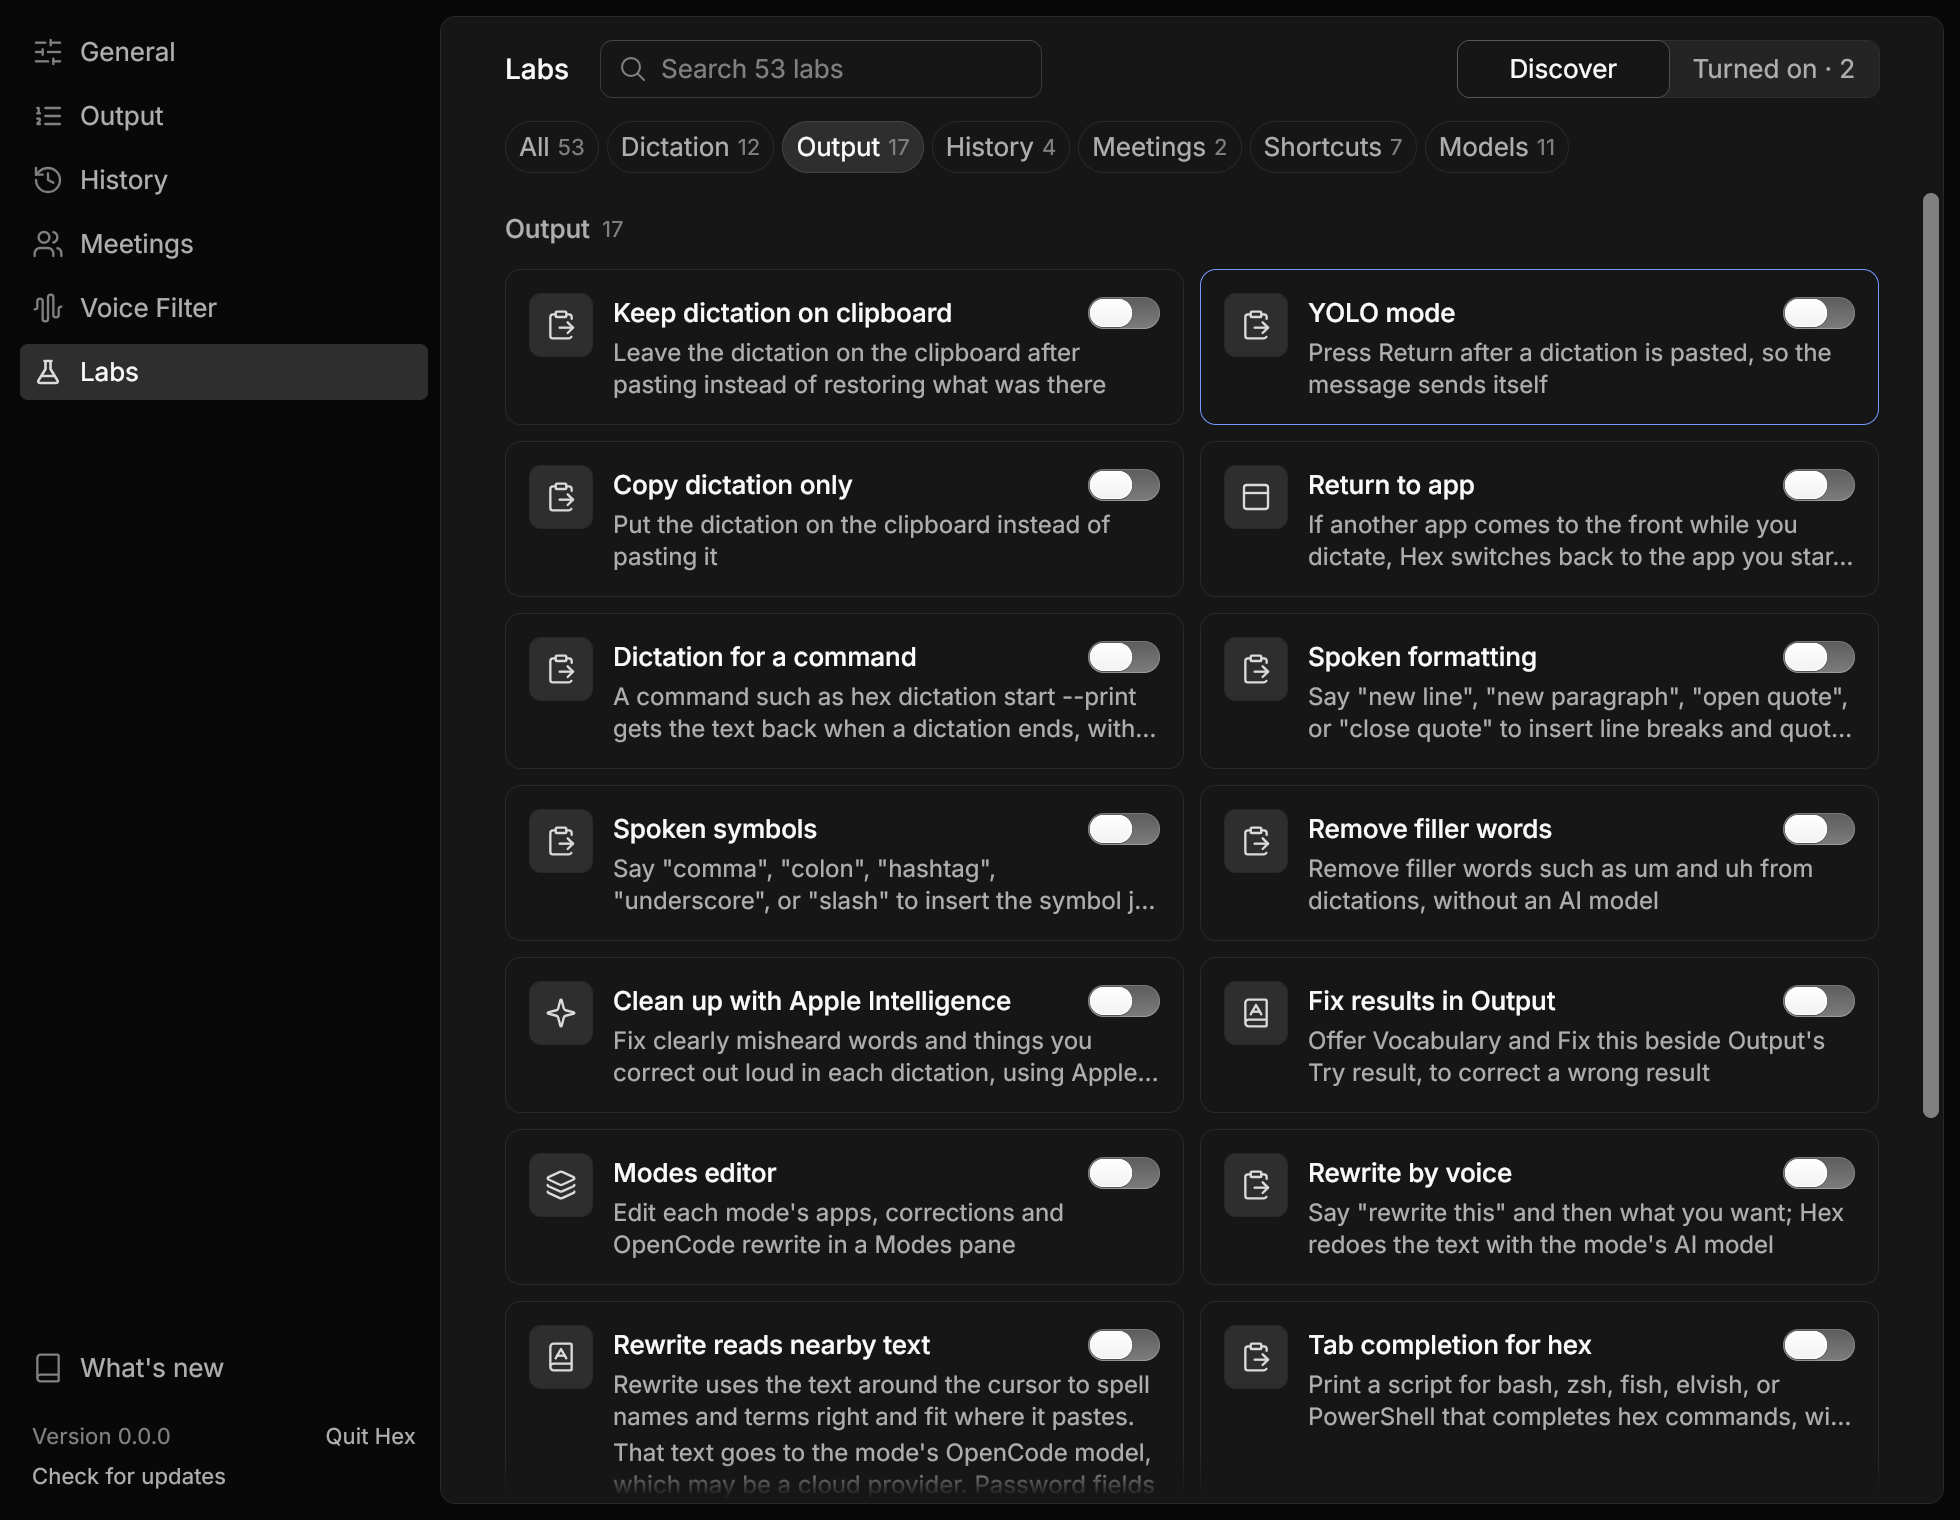 General
Output
History
Meetings
Voice Filter
Labs
What's new
Version 0.0.0
Quit Hex
Check for updates
Labs
Search 53 labs
Discover
Turned on · 2
All 53
Dictation 12
Output 17
History 4
Meetings 2
Shortcuts 7
Models 11
Output 17
Keep dictation on clipboard
Leave the dictation on the clipboard after
pasting instead of restoring what was there
YOLO mode
Press Return after a dictation is pasted, so the
message sends itself
Copy dictation only
Put the dictation on the clipboard instead of
pasting it
Return to app
If another app comes to the front while you
dictate, Hex switches back to the app you star...
Dictation for a command
A command such as hex dictation start --print
gets the text back when a dictation ends, with...
Spoken formatting
Say "new line", "new paragraph", "open quote",
or "close quote" to insert line breaks and quot...
Spoken symbols
Say "comma", "colon", "hashtag",
"underscore", or "slash" to insert the symbol j...
Remove filler words
Remove filler words such as um and uh from
dictations, without an AI model
Clean up with Apple Intelligence
Fix clearly misheard words and things you
correct out loud in each dictation, using Apple...
Fix results in Output
Offer Vocabulary and Fix this beside Output's
Try result, to correct a wrong result
Modes editor
Edit each mode's apps, corrections and
OpenCode rewrite in a Modes pane
Rewrite by voice
Say "rewrite this" and then what you want; Hex
redoes the text with the mode's AI model
Rewrite reads nearby text
Rewrite uses the text around the cursor to spell
names and terms right and fit where it pastes.
That text goes to the mode's OpenCode model,
which may be a cloud provider. Password fields
Tab completion for hex
Print a script for bash, zsh, fish, elvish, or
PowerShell that completes hex commands, wi...